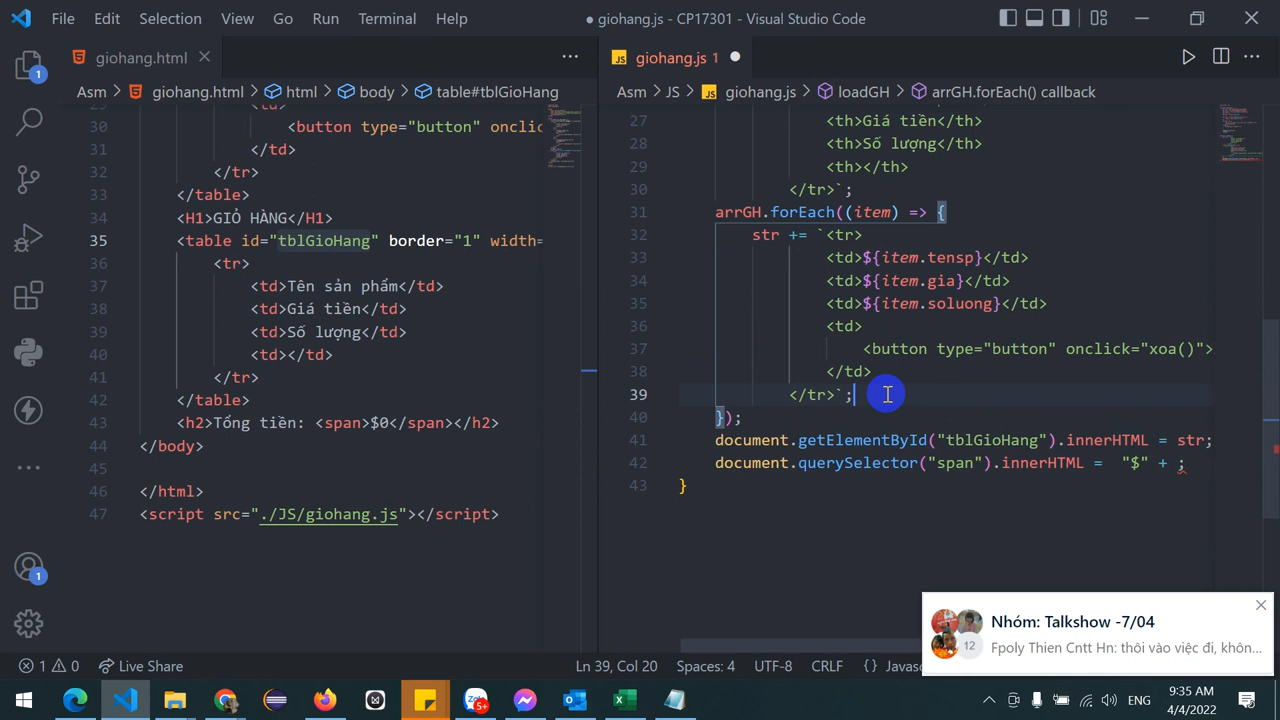 File Edit Selection View Go Run Terminal Help
● giohang.js - CP17301 - Visual Studio Code
giohang.html
Asm giohang.html html body table#tblGioHang
29 <td>
30 <button type="button" onclic
31 </td>
32 </tr>
33 </table>
34 <H1>GIỎ HÀNG</H1>
35 <table id="tblGioHang" border="1" width=
36 <tr>
37 <td>Tên sản phẩm</td>
38 <td>Giá tiền</td>
39 <td>Số lượng</td>
40 <td></td>
41 </tr>
42 </table>
43 <h2>Tổng tiền: <span>$0</span></h2>
44 </body>
45
46 </html>
47 <script src="./JS/giohang.js"></script>
giohang.js 1
Asm JS giohang.js loadGH arrGH.forEach() callback
27 <th>Giá tiền</th>
28 <th>Số lượng</th>
29 <th></th>
30 </tr>`;
31 arrGH.forEach((item) => {
32 str += `<tr>
33 <td>${item.tensp}</td>
34 <td>${item.gia}</td>
35 <td>${item.soluong}</td>
36 <td>
37 <button type="button" onclick="xoa()">
38 </td>
39 </tr>`;
40 });
41 document.getElementById("tblGioHang").innerHTML = str;
42 document.querySelector("span").innerHTML =  "$" + ;
43 }
1
1
Nhóm: Talkshow -7/04
12
Fpoly Thien Cntt Hn: thôi vào việc đi, khôn...
1 0 Live Share
Ln 39, Col 20 Spaces: 4 UTF-8 CRLF {} Javas
5+
ENG
9:35 AM
4/4/2022